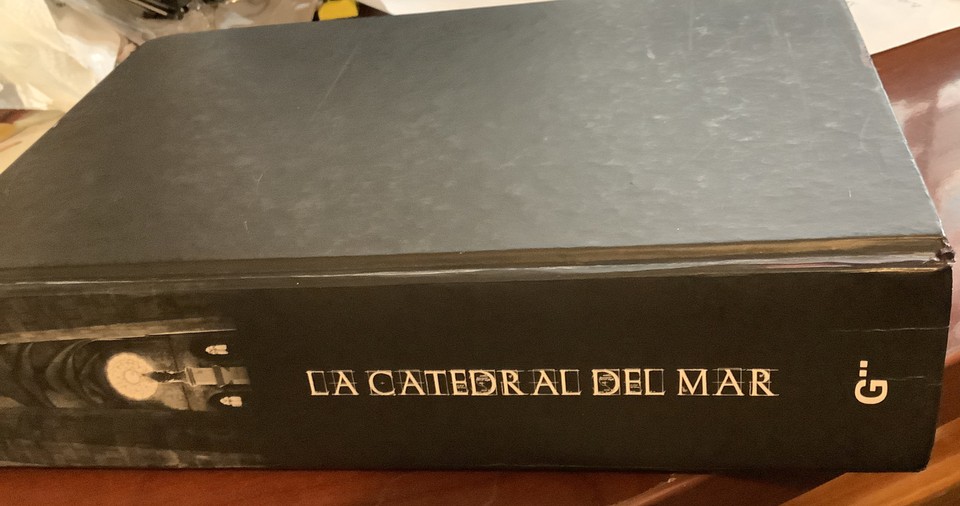 LA CATEDRAL DEL MAR
G